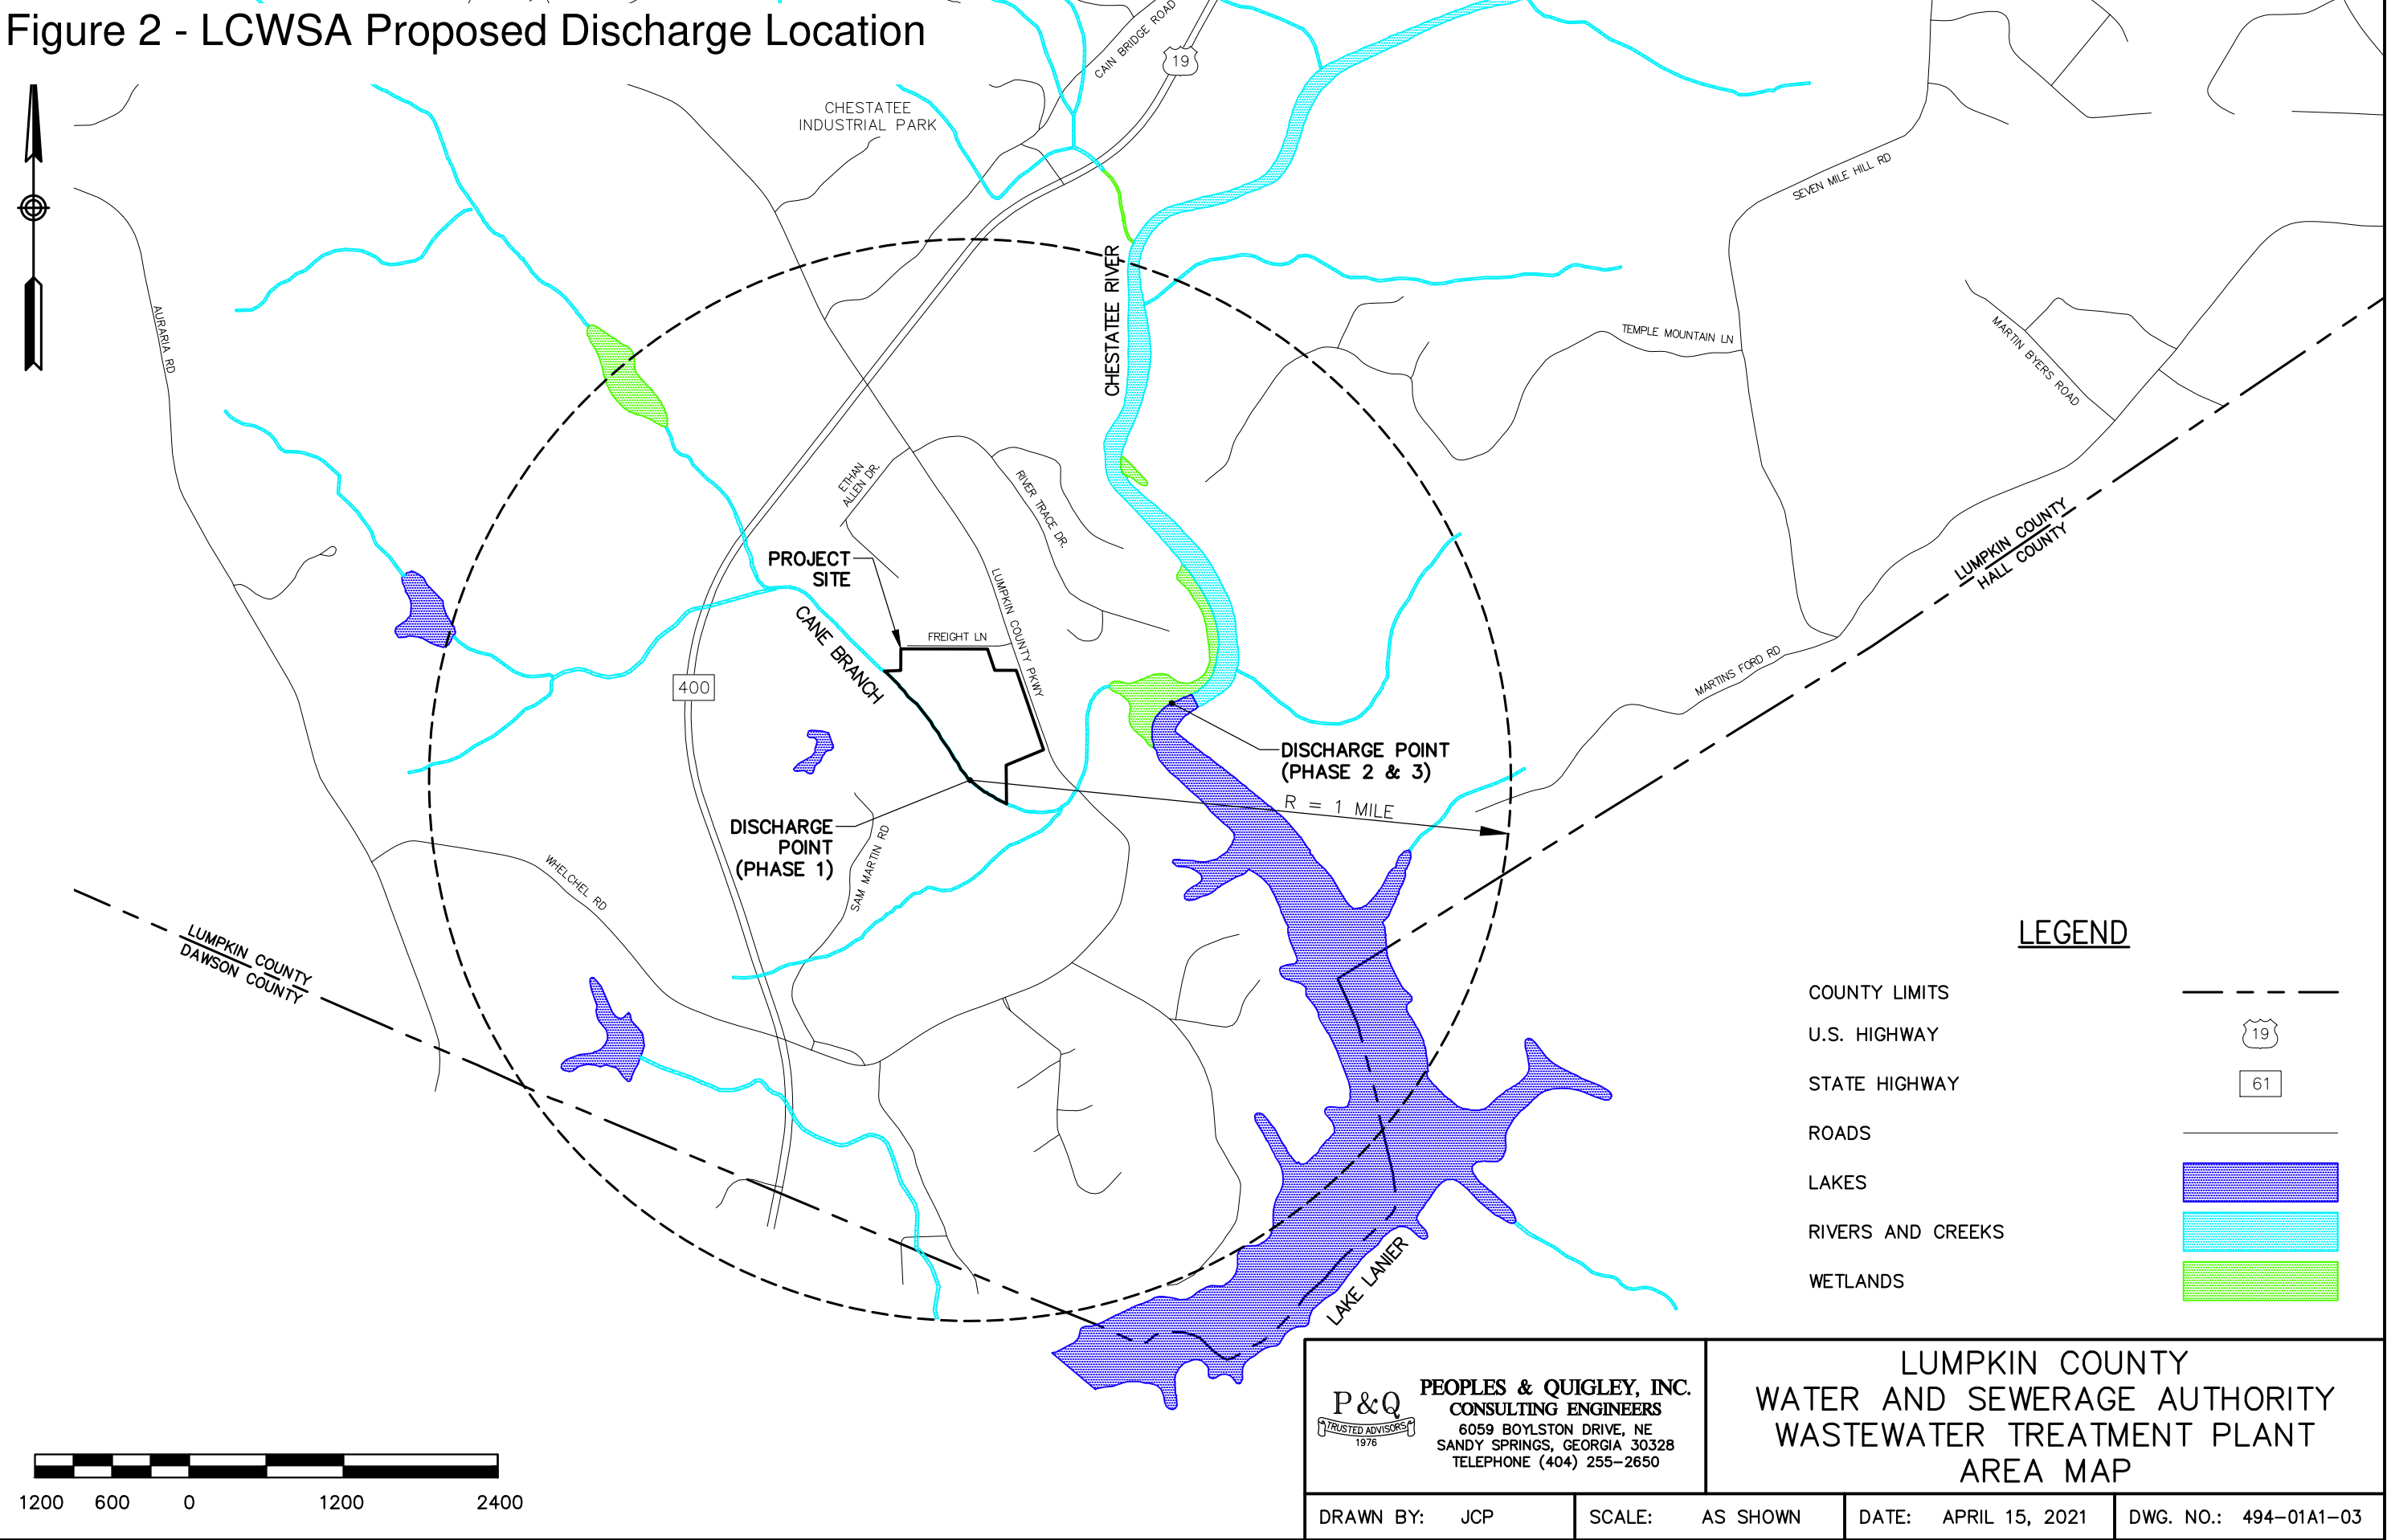 Figure 2 - LCWSA Proposed Discharge Location
CAIN BRIDGE ROAD
19
CHESTATEE
INDUSTRIAL PARK
SEVEN MILE HILL RD
CHESTATEE RIVER
AURARIA RD
TEMPLE MOUNTAIN LN
MARTIN BYERS ROAD
ETHAN
ALLEN DR.
RIVER TRACE DR.
LUMPKIN COUNTY
HALL COUNTY
PROJECT
SITE
LUMPKIN COUNTY PKWY
CANE BRANCH
FREIGHT LN
400
MARTINS FORD RD
DISCHARGE POINT
(PHASE 2 & 3)
R = 1 MILE
DISCHARGE
POINT
(PHASE 1)
SAM MARTIN RD
WHELCHEL RD
LUMPKIN COUNTY
DAWSON COUNTY
LAKE LANIER
LEGEND
COUNTY LIMITS
U.S. HIGHWAY
19
STATE HIGHWAY
61
ROADS
LAKES
RIVERS AND CREEKS
WETLANDS
P&Q
TRUSTED ADVISORS
1976
PEOPLES & QUIGLEY, INC.
CONSULTING ENGINEERS
6059 BOYLSTON DRIVE, NE
SANDY SPRINGS, GEORGIA 30328
TELEPHONE (404) 255-2650
LUMPKIN COUNTY
WATER AND SEWERAGE AUTHORITY
WASTEWATER TREATMENT PLANT
AREA MAP
1200 600 0 1200 2400
DRAWN BY: JCP
SCALE: AS SHOWN
DATE: APRIL 15, 2021
DWG. NO.: 494-01A1-03